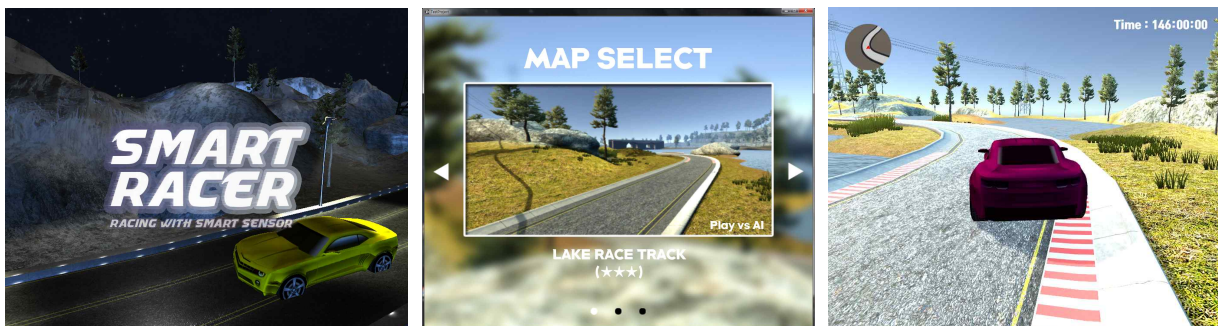 SMART
RACER
RACING WITH SMART SENSOR
MAP SELECT
Play vs AI
LAKE RACE TRACK
(★★★)
Time : 146:00:00